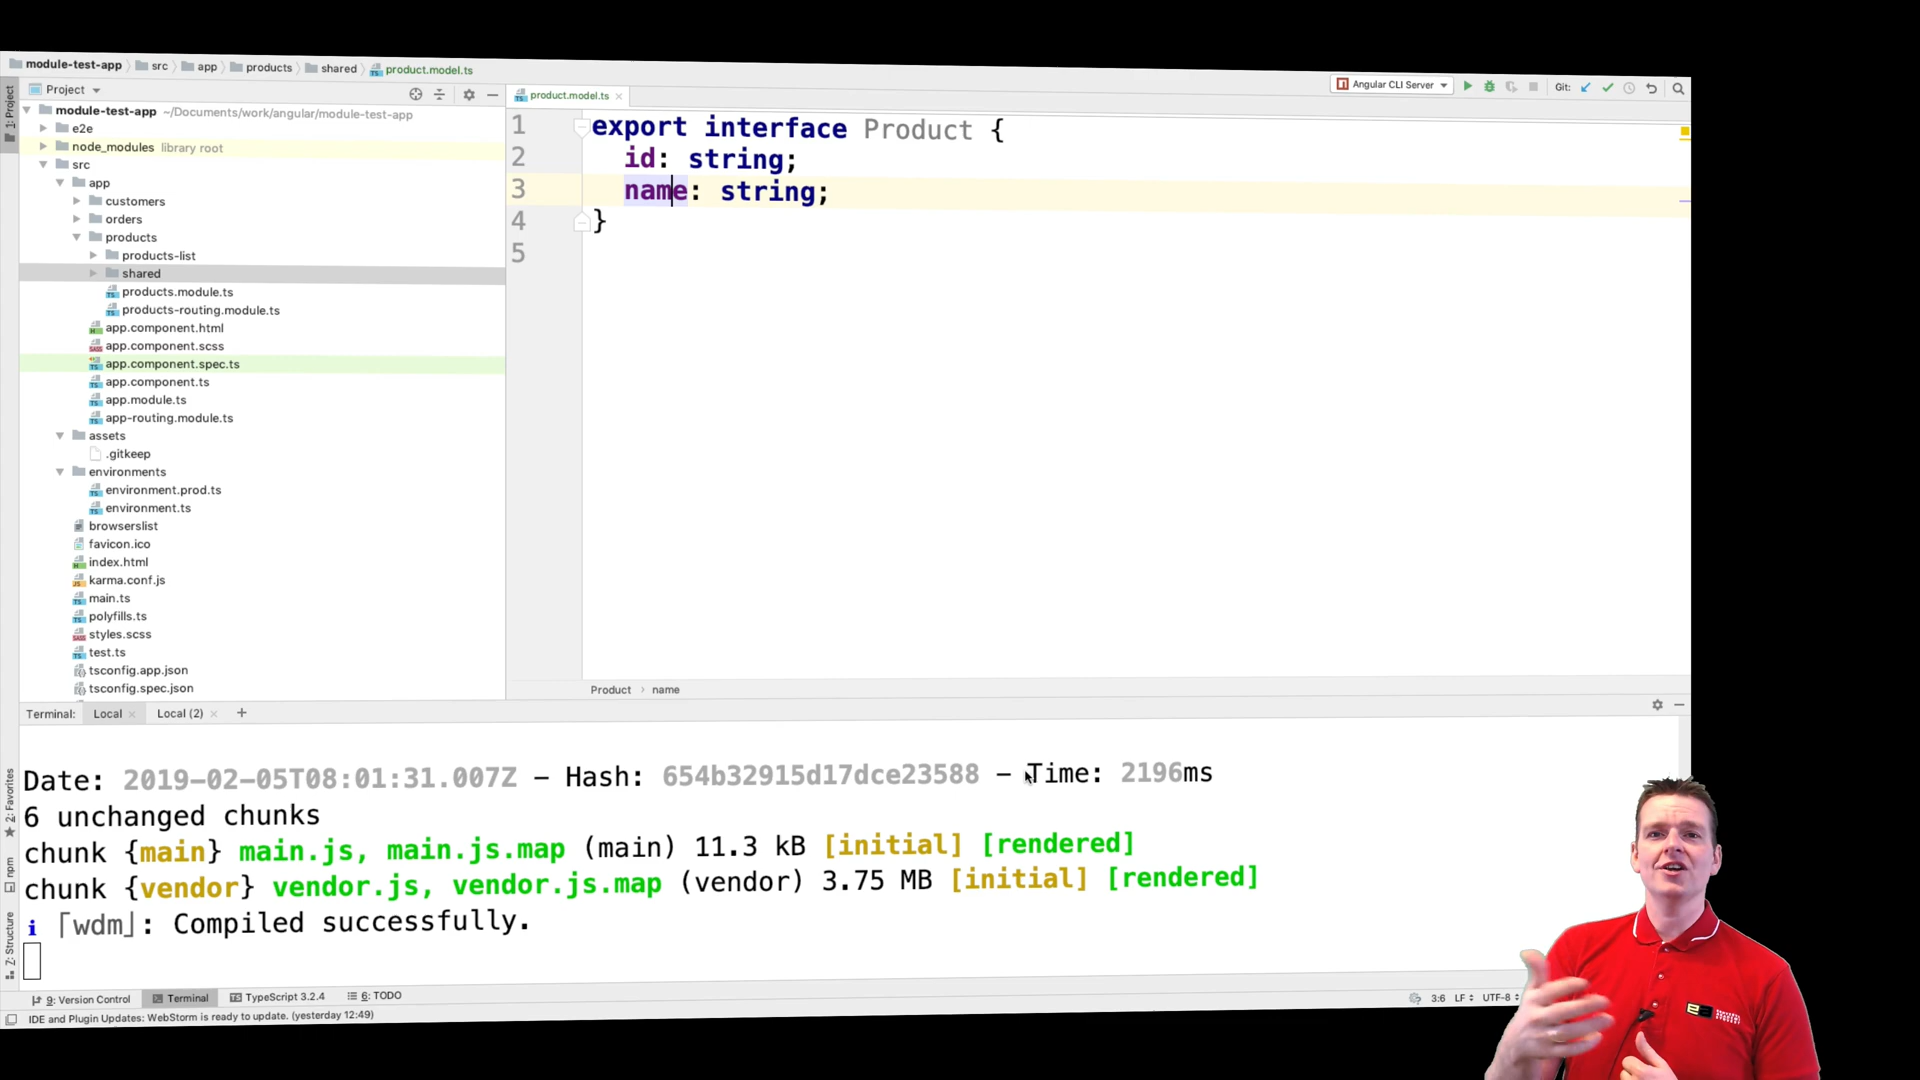 module-test-app src app products shared product.model.ts
Angular CLI Server Git:
1: Project
Project
product.model.ts
module-test-app ~/Documents/work/angular/module-test-app
e2e
node_modules library root
src
app
customers
orders
products
products-list
shared
products.module.ts
products-routing.module.ts
app.component.html
app.component.scss
app.component.spec.ts
app.component.ts
app.module.ts
app-routing.module.ts
assets
.gitkeep
environments
environment.prod.ts
environment.ts
browserslist
favicon.ico
index.html
karma.conf.js
main.ts
polyfills.ts
styles.scss
test.ts
tsconfig.app.json
tsconfig.spec.json
1 export interface Product {
2 id: string;
3 name: string;
4 }
5
Product › name
Terminal: Local Local (2) +
Date: 2019-02-05T08:01:31.007Z - Hash: 654b32915d17dce23588 - Time: 2196ms
6 unchanged chunks
chunk {main} main.js, main.js.map (main) 11.3 kB [initial] [rendered]
chunk {vendor} vendor.js, vendor.js.map (vendor) 3.75 MB [initial] [rendered]
i ｢wdm｣: Compiled successfully.
2: Favorites
npm
Z: Structure
9: Version Control Terminal TypeScript 3.2.4 6: TODO
3:6 LF UTF-8
IDE and Plugin Updates: WebStorm is ready to update. (yesterday 12:49)